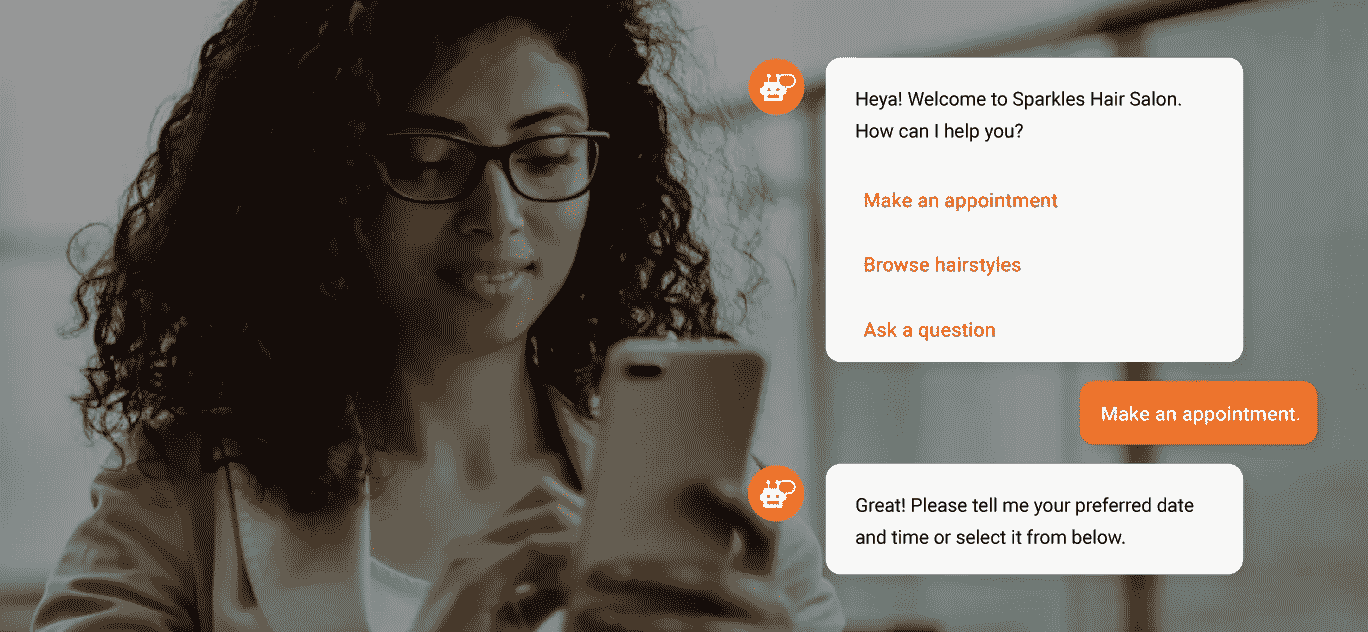 Heya! Welcome to Sparkles Hair Salon.
How can I help you?
Make an appointment
Browse hairstyles
Ask a question
Make an appointment.
Great! Please tell me your preferred date
and time or select it from below.